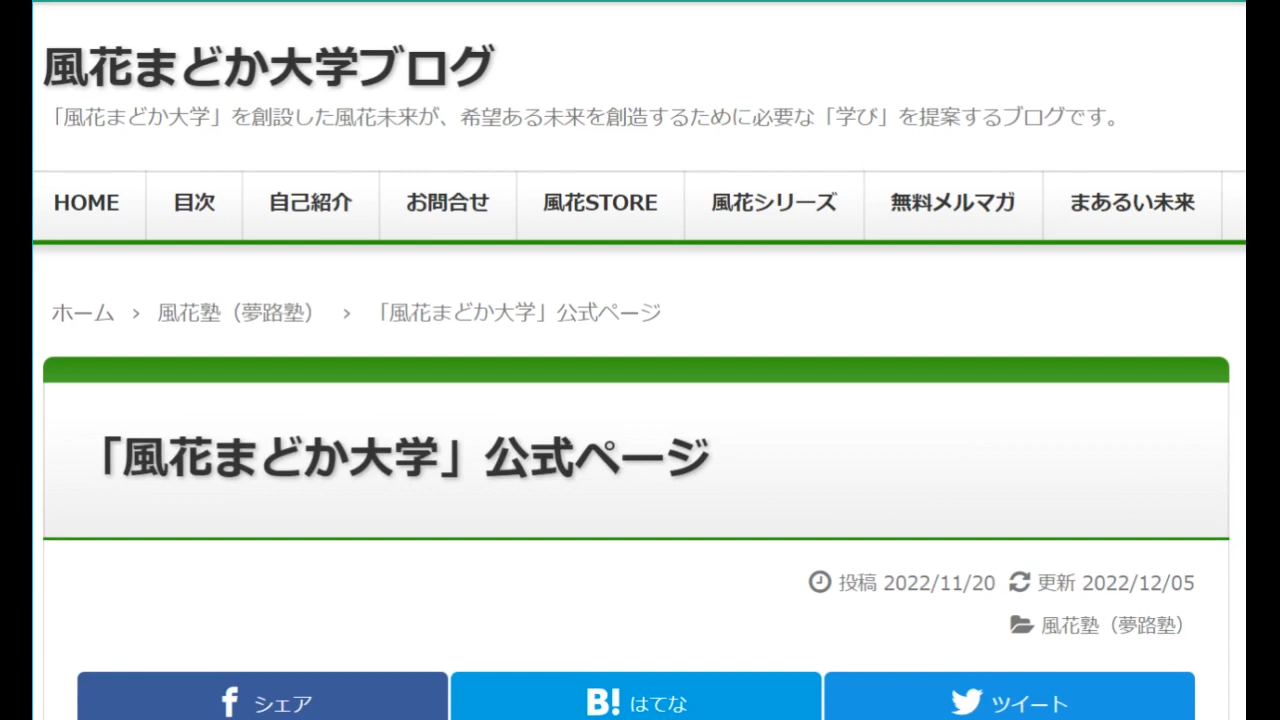 風花まどか大学ブログ
「風花まどか大学」を創設した風花未来が、希望ある未来を創造するために必要な「学び」を提案するブログです。
HOME 目次 自己紹介 お問合せ 風花STORE 風花シリーズ 無料メルマガ まあるい未来
ホーム › 風花塾（夢路塾） › 「風花まどか大学」公式ページ
「風花まどか大学」公式ページ
投稿 2022/11/20 更新 2022/12/05
風花塾（夢路塾）
シェア B! はてな ツイート